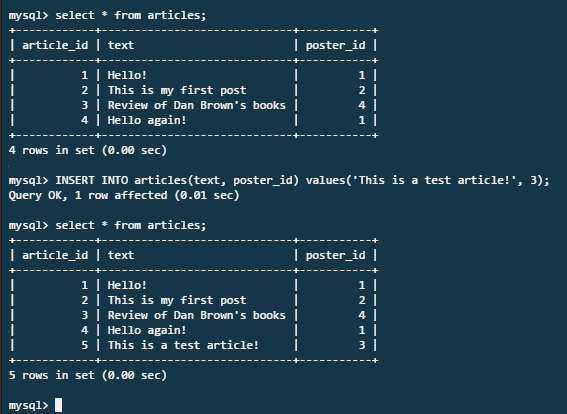 mysql> select * from articles;
+------------+---------------------------+-----------+
| article_id | text                      | poster_id |
+------------+---------------------------+-----------+
|          1 | Hello!                    |         1 |
|          2 | This is my first post     |         2 |
|          3 | Review of Dan Brown's books |         4 |
|          4 | Hello again!              |         1 |
+------------+---------------------------+-----------+
4 rows in set (0.00 sec)
mysql> INSERT INTO articles(text, poster_id) values('This is a test article!', 3);
Query OK, 1 row affected (0.01 sec)
mysql> select * from articles;
+------------+---------------------------+-----------+
| article_id | text                      | poster_id |
+------------+---------------------------+-----------+
|          1 | Hello!                    |         1 |
|          2 | This is my first post     |         2 |
|          3 | Review of Dan Brown's books |         4 |
|          4 | Hello again!              |         1 |
|          5 | This is a test article!   |         3 |
+------------+---------------------------+-----------+
5 rows in set (0.00 sec)
mysql>